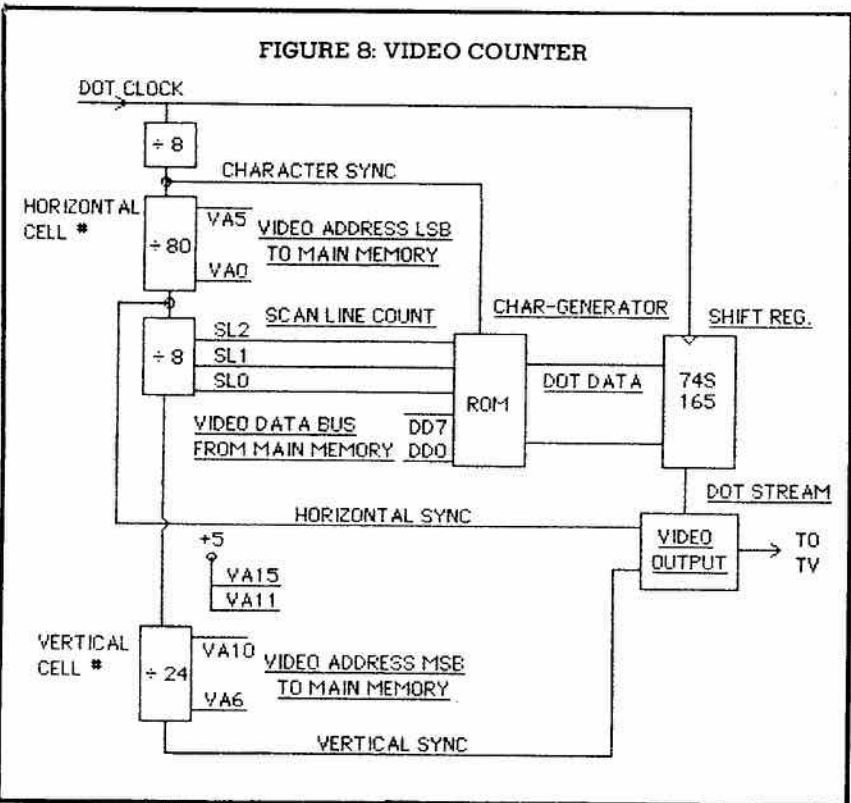 FIGURE 8: VIDEO COUNTER
DOT CLOCK
÷ 8
CHARACTER SYNC
HORIZONTAL
CELL #
÷ 80
VA5
VA0
VIDEO ADDRESS LSB
TO MAIN MEMORY
÷ 8
SL2
SL1
SL0
SCAN LINE COUNT
CHAR-GENERATOR
ROM
SHIFT REG.
74S
165
DOT DATA
VIDEO DATA BUS
FROM MAIN MEMORY
DD7
DD0
DOT STREAM
HORIZONTAL SYNC
VIDEO
OUTPUT
TO
TV
+5
VA15
VA11
VERTICAL
CELL #
÷ 24
VA10
VA6
VIDEO ADDRESS MSB
TO MAIN MEMORY
VERTICAL SYNC